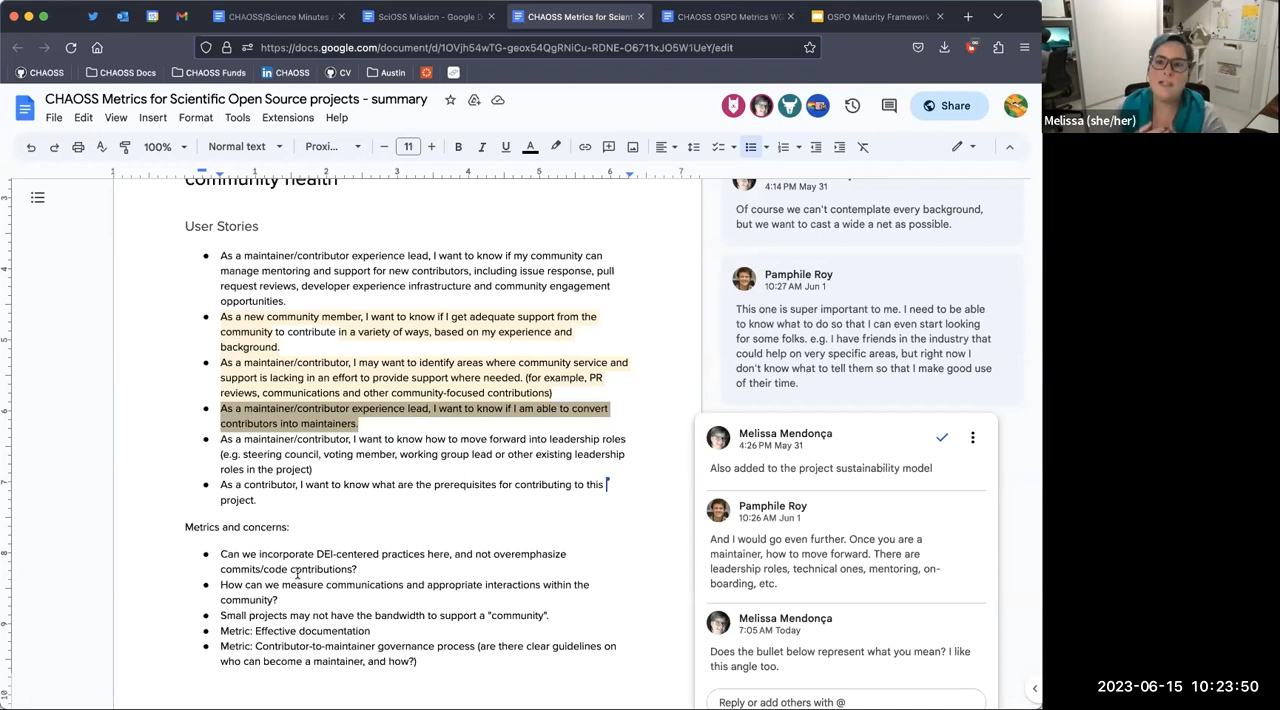 CHAOSS/Science Minutes
SciOSS Mission - Google D
CHAOSS Metrics for Scient
CHAOSS OSPO Metrics WG
OSPO Maturity Framework
https://docs.google.com/document/d/1OVjh54wTG-geox54QgRNiCu-RDNE-O6711xJO5W1UeY/edit
CHAOSS
CHAOSS Docs
CHAOSS Funds
CHAOSS
CV
Austin
CHAOSS Metrics for Scientific Open Source projects - summary
File Edit View Insert Format Tools Extensions Help
Share
100%
Normal text
Proxi...
11
1 1 2 3 4 5 6 7
community health
User Stories
● As a maintainer/contributor experience lead, I want to know if my community can
manage mentoring and support for new contributors, including issue response, pull
request reviews, developer experience infrastructure and community engagement
opportunities.
● As a new community member, I want to know if I get adequate support from the
community to contribute in a variety of ways, based on my experience and
background.
● As a maintainer/contributor, I may want to identify areas where community service and
support is lacking in an effort to provide support where needed. (for example, PR
reviews, communications and other community-focused contributions)
● As a maintainer/contributor experience lead, I want to know if I am able to convert
contributors into maintainers.
● As a maintainer/contributor, I want to know how to move forward into leadership roles
(e.g. steering council, voting member, working group lead or other existing leadership
roles in the project)
● As a contributor, I want to know what are the prerequisites for contributing to this
project.
Metrics and concerns:
● Can we incorporate DEI-centered practices here, and not overemphasize
commits/code contributions?
● How can we measure communications and appropriate interactions within the
community?
● Small projects may not have the bandwidth to support a "community".
● Metric: Effective documentation
● Metric: Contributor-to-maintainer governance process (are there clear guidelines on
who can become a maintainer, and how?)
3
4
5
6
7
8
9
10
4:14 PM May 31
Of course we can't contemplate every background,
but we want to cast a wide a net as possible.
Pamphile Roy
10:27 AM Jun 1
This one is super important to me. I need to be able
to know what to do so that I can even start looking
for some folks. e.g. I have friends in the industry that
could help on very specific areas, but right now I
don't know what to tell them so that I make good use
of their time.
Melissa Mendonça
4:26 PM May 31
Also added to the project sustainability model
Pamphile Roy
10:26 AM Jun 1
And I would go even further. Once you are a
maintainer, how to move forward. There are
leadership roles, technical ones, mentoring, on-
boarding, etc.
Melissa Mendonça
7:05 AM Today
Does the bullet below represent what you mean? I like
this angle too.
Reply or add others with @
Melissa (she/her)
2023-06-15 10:23:50